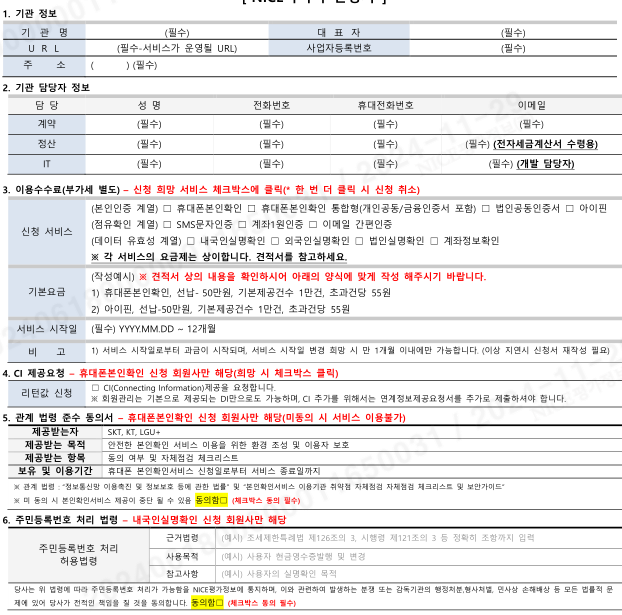 1. 기관 정보
기 관 명 (필수) 대 표 자 (필수)
U R L (필수-서비스가 운영될 URL) 사업자등록번호 (필수)
주 소 ( ) (필수)
2. 기관 담당자 정보
담 당 성 명 전화번호 휴대전화번호 이메일
계약 (필수) (필수) (필수) (필수)
정산 (필수) (필수) (필수) (필수) (전자세금계산서 수령용)
IT (필수) (필수) (필수) (필수) (개발 담당자)
3. 이용수수료(부가세 별도) – 신청 희망 서비스 체크박스에 클릭(* 한 번 더 클릭 시 신청 취소)
신청 서비스
(본인인증 계열) □ 휴대폰본인확인 □ 휴대폰본인확인 통합형(개인공동/금융인증서 포함) □ 법인공동인증서 □ 아이핀
(점유확인 계열) □ SMS문자인증 □ 계좌1원인증 □ 이메일 간편인증
(데이터 유효성 계열) □ 내국인실명확인 □ 외국인실명확인 □ 법인실명확인 □ 계좌정보확인
※ 각 서비스의 요금제는 상이합니다. 견적서를 참고하세요.
기본요금
(작성예시) ※ 견적서 상의 내용을 확인하시어 아래의 양식에 맞게 작성 해주시기 바랍니다.
1) 휴대폰본인확인, 선납- 50만원, 기본제공건수 1만건, 초과건당 55원
2) 아이핀, 선납-50만원, 기본제공건수 1만건, 초과건당 55원
서비스 시작일 (필수) YYYY.MM.DD ~ 12개월
비 고 1) 서비스 시작일로부터 과금이 시작되며, 서비스 시작일 변경 희망 시 만 1개월 이내에만 가능합니다. (이상 지연시 신청서 재작성 필요)
4. CI 제공요청 – 휴대폰본인확인 신청 회원사만 해당(희망 시 체크박스 클릭)
리턴값 신청
□ CI(Connecting Information)제공을 요청합니다.
※ 회원관리는 기본으로 제공되는 DI만으로도 가능하며, CI 추가를 위해서는 연계정보제공요청서를 추가로 제출하셔야 합니다.
5. 관계 법령 준수 동의서 – 휴대폰본인확인 신청 회원사만 해당(미동의 시 서비스 이용불가)
제공받는자 SKT, KT, LGU+
제공받는 목적 안전한 본인확인 서비스 이용을 위한 환경 조성 및 이용자 보호
제공받는 항목 동의 여부 및 자체점검 체크리스트
보유 및 이용기간 휴대폰 본인확인서비스 신청일로부터 서비스 종료일까지
※ 관계 법령 : "정보통신망 이용촉진 및 정보보호 등에 관한 법률" 및 "본인확인서비스 이용기관 취약점 자체점검 자체점검 체크리스트 및 보안가이드"
※ 미 동의 시 본인확인서비스 제공이 중단 될 수 있음 동의함□ (체크박스 동의 필수)
6. 주민등록번호 처리 법령 – 내국인실명확인 신청 회원사만 해당
주민등록번호 처리
허용법령
근거법령 (예시) 조세제한특례법 제126조의 3, 시행령 제121조의 3 등 정확히 조항까지 입력
사용목적 (예시) 사용자 현금영수증발행 및 변경
참고사항 (예시) 사용자의 실명확인 목적
당사는 위 법령에 따라 주민등록번호 처리가 가능함을 NICE평가정보에 통지하며, 이와 관련하여 발생하는 분쟁 또는 감독기관의 행정처분,형사처벌, 민사상 손해배상 등 모든 법률적 문
제에 있어 당사가 전적인 책임을 질 것을 동의합니다. 동의함□ (체크박스 동의 필수)